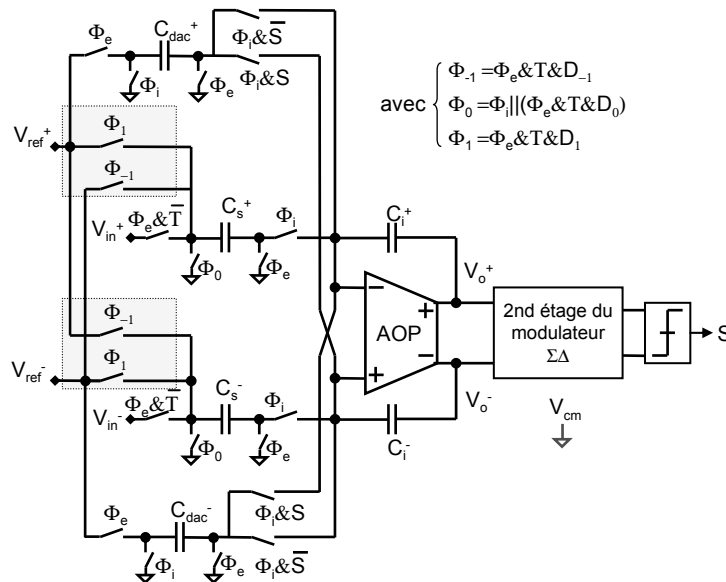 Φe
Cdac+
Φi&S̅
Φi&S
Φi
Φe
avec
Φ-1 =Φe&T&D-1
Φ0 =Φi||(Φe&T&D0)
Φ1 =Φe&T&D1
Vref+
Φ1
Φ-1
Vin+
Φe&T̅
Cs+
Φi
Φ0
Φe
Ci+
Vo+
AOP
2nd étage du
modulateur
ΣΔ
S
Φ-1
Vref-
Φ1
Vin-
Φe&T̅
Cs-
Φi
Φ0
Φe
Ci-
Vo-
Vcm
Φe
Cdac-
Φi&S
Φi
Φe
Φi&S̅